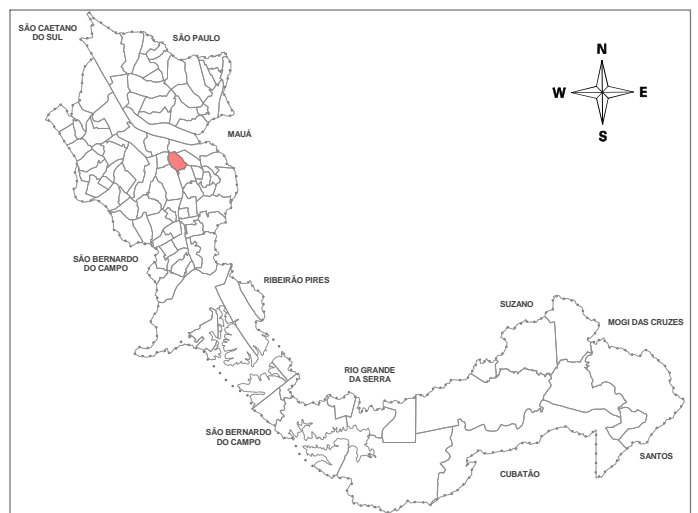 SÃO CAETANO
DO SUL
SÃO PAULO
N
W
E
S
MAUÁ
SÃO BERNARDO
DO CAMPO
RIBEIRÃO PIRES
SUZANO
MOGI DAS CRUZES
RIO GRANDE
DA SERRA
SÃO BERNARDO
DO CAMPO
SANTOS
CUBATÃO